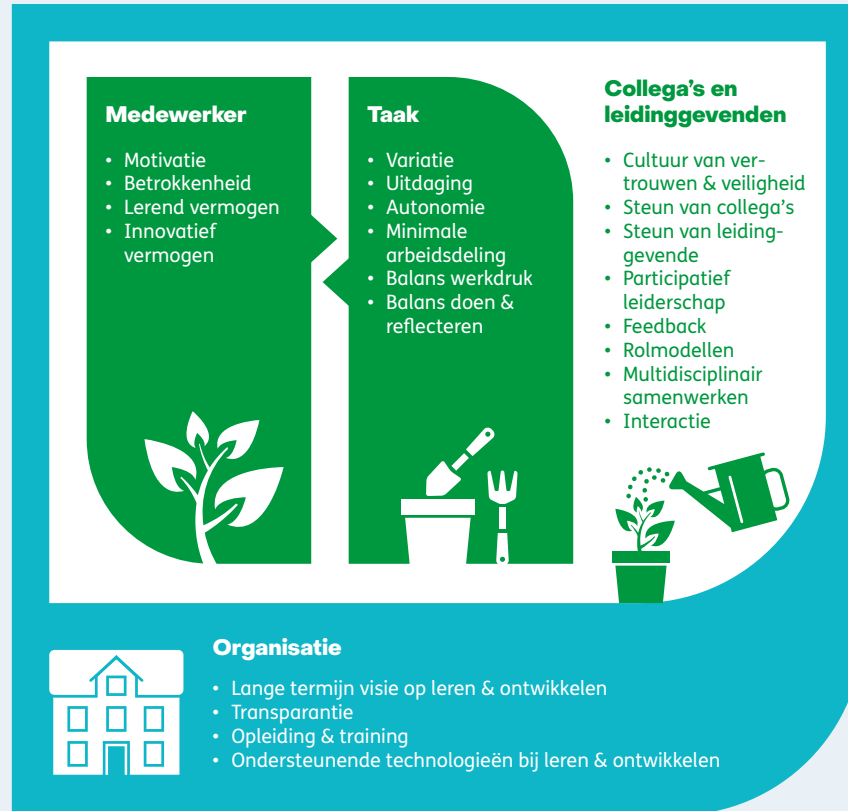 Medewerker
• Motivatie
• Betrokkenheid
• Lerend vermogen
• Innovatief
vermogen
Taak
• Variatie
• Uitdaging
• Autonomie
• Minimale
arbeidsdeling
• Balans werkdruk
• Balans doen &
reflecteren
Collega's en
leidinggevenden
• Cultuur van ver-
trouwen & veiligheid
• Steun van collega's
• Steun van leiding-
gevende
• Participatief
leiderschap
• Feedback
• Rolmodellen
• Multidisciplinair
samenwerken
• Interactie
Organisatie
• Lange termijn visie op leren & ontwikkelen
• Transparantie
• Opleiding & training
• Ondersteunende technologieën bij leren & ontwikkelen